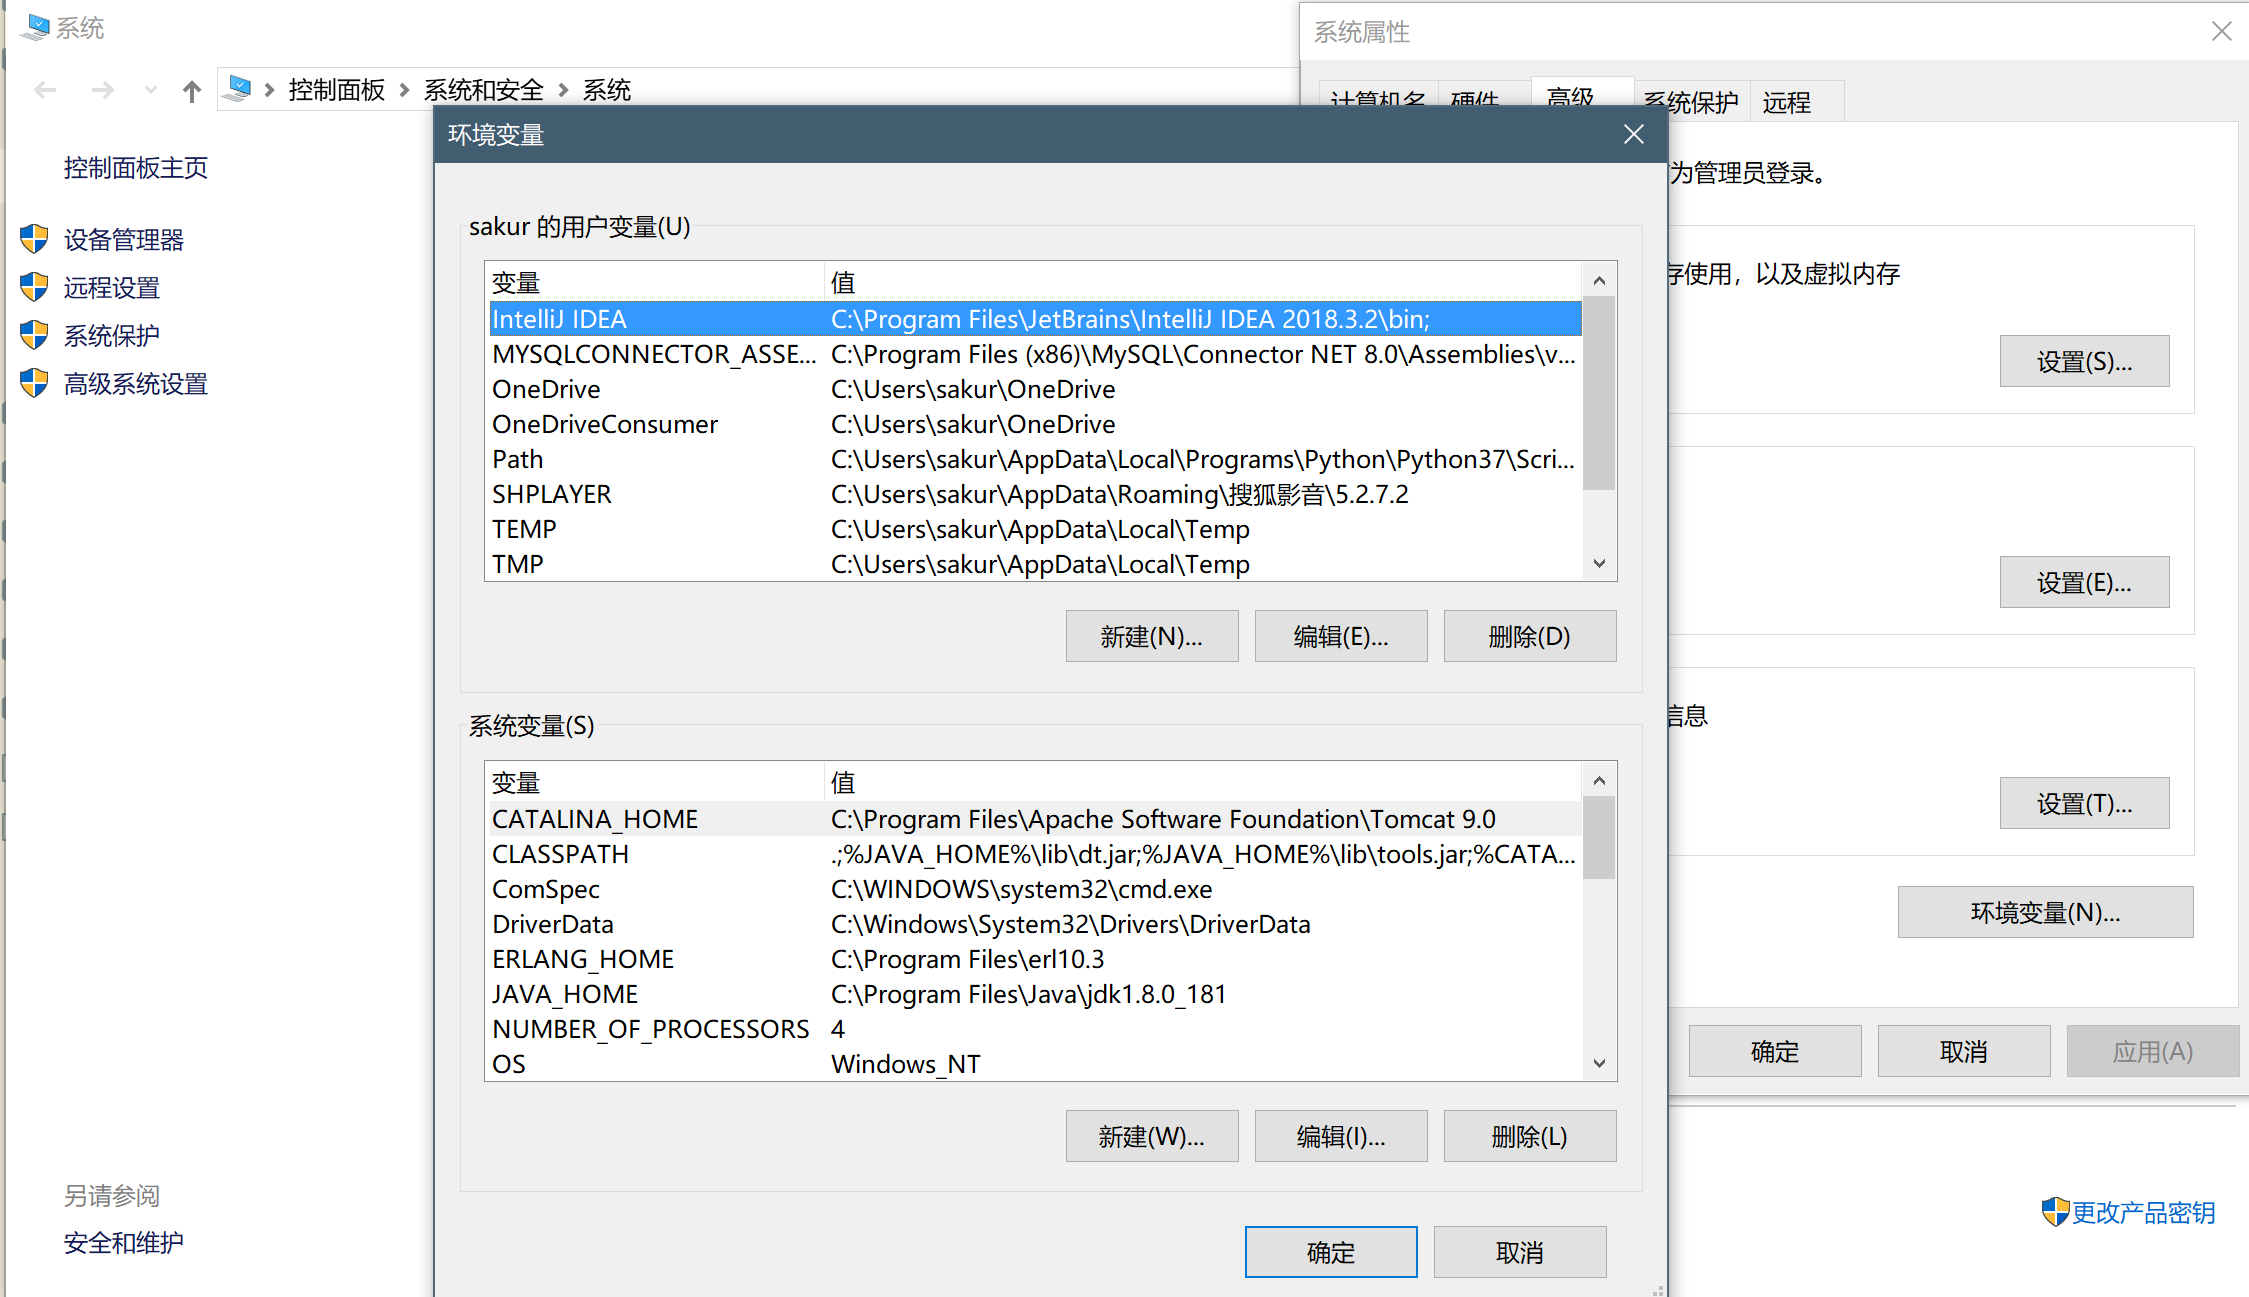 系统
控制面板 系统和安全 系统
控制面板主页
设备管理器
远程设置
系统保护
高级系统设置
另请参阅
安全和维护
环境变量
sakur 的用户变量(U)
变量 值
IntelliJ IDEA C:\Program Files\JetBrains\IntelliJ IDEA 2018.3.2\bin;
MYSQLCONNECTOR_ASSE... C:\Program Files (x86)\MySQL\Connector NET 8.0\Assemblies\v...
OneDrive C:\Users\sakur\OneDrive
OneDriveConsumer C:\Users\sakur\OneDrive
Path C:\Users\sakur\AppData\Local\Programs\Python\Python37\Scri...
SHPLAYER C:\Users\sakur\AppData\Roaming\搜狐影音\5.2.7.2
TEMP C:\Users\sakur\AppData\Local\Temp
TMP C:\Users\sakur\AppData\Local\Temp
新建(N)... 编辑(E)... 删除(D)
系统变量(S)
变量 值
CATALINA_HOME C:\Program Files\Apache Software Foundation\Tomcat 9.0
CLASSPATH .;%JAVA_HOME%\lib\dt.jar;%JAVA_HOME%\lib\tools.jar;%CATA...
ComSpec C:\WINDOWS\system32\cmd.exe
DriverData C:\Windows\System32\Drivers\DriverData
ERLANG_HOME C:\Program Files\erl10.3
JAVA_HOME C:\Program Files\Java\jdk1.8.0_181
NUMBER_OF_PROCESSORS 4
OS Windows_NT
新建(W)... 编辑(I)... 删除(L)
确定 取消
系统属性
计算机名 硬件 高级 系统保护 远程
为管理员登录。
存使用，以及虚拟内存
设置(S)...
设置(E)...
信息
设置(T)...
环境变量(N)...
确定 取消 应用(A)
更改产品密钥